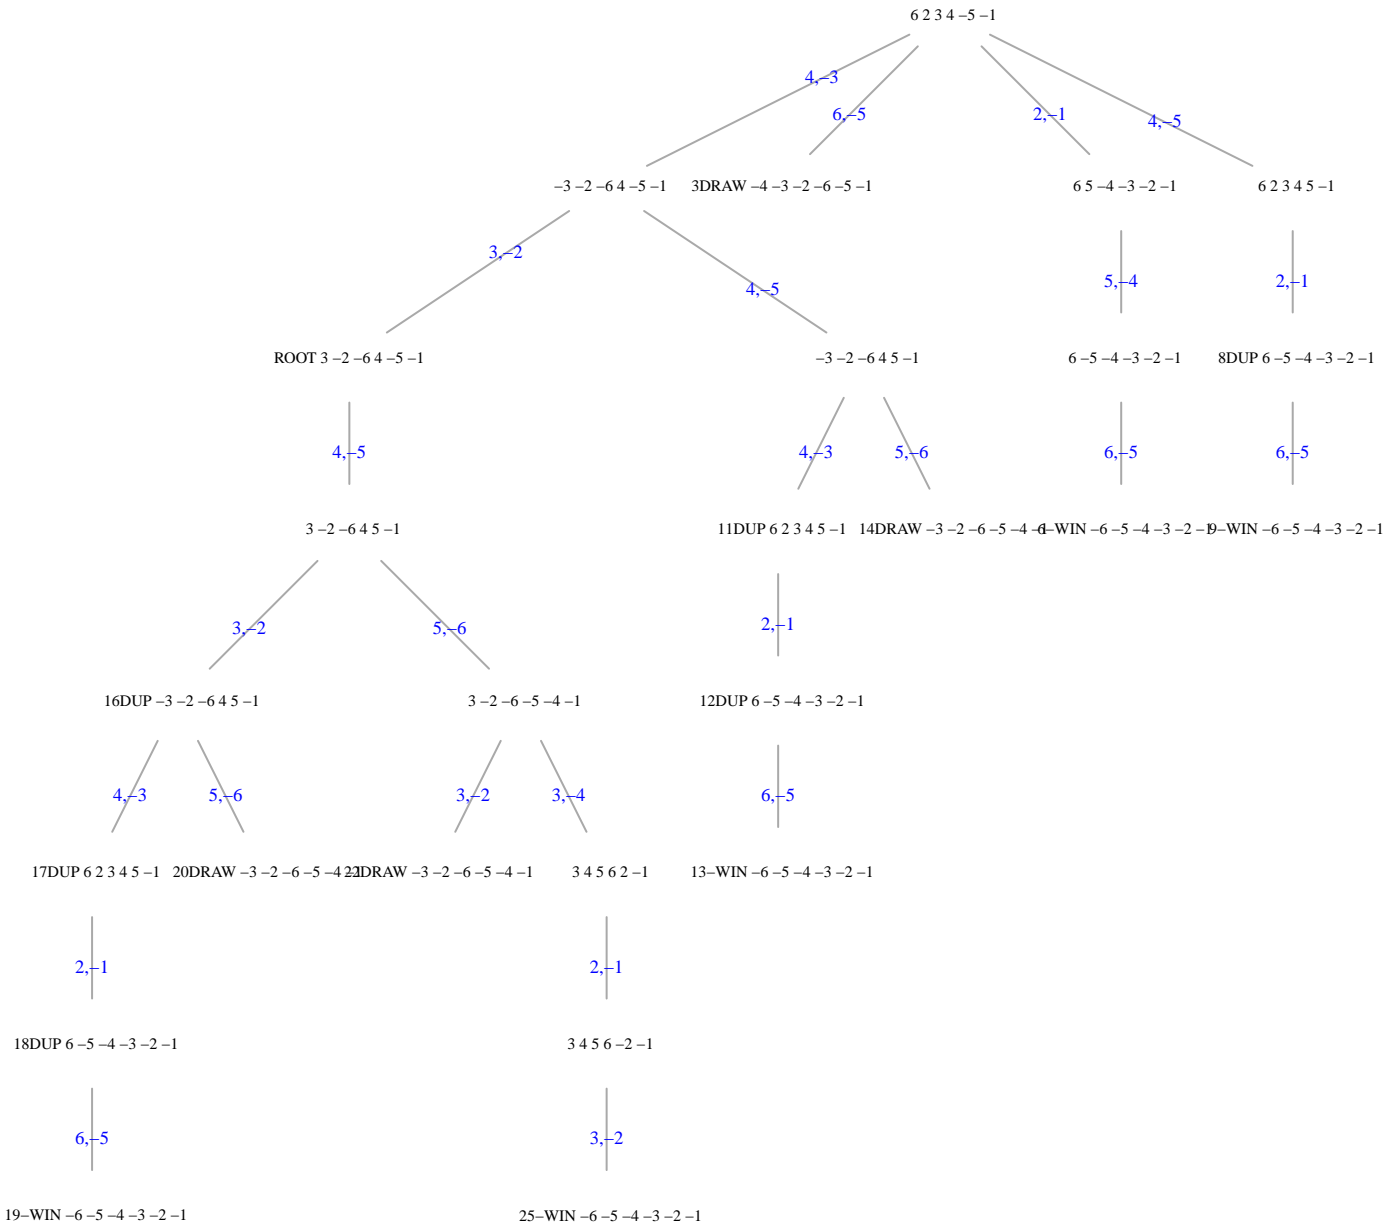 6 2 3 4 –5 –1
4,–3
6,–5
2,–1
4,–5
–3 –2 –6 4 –5 –1
3DRAW –4 –3 –2 –6 –5 –1
6 5 –4 –3 –2 –1
6 2 3 4 5 –1
3,–2
4,–5
5,–4
2,–1
ROOT 3 –2 –6 4 –5 –1
–3 –2 –6 4 5 –1
6 –5 –4 –3 –2 –1
8DUP 6 –5 –4 –3 –2 –1
4,–5
4,–3
5,–6
6,–5
6,–5
3 –2 –6 4 5 –1
11DUP 6 2 3 4 5 –1
14DRAW –3 –2 –6 –5 –4 –1
6–WIN –6 –5 –4 –3 –2 –1
9–WIN –6 –5 –4 –3 –2 –1
3,–2
5,–6
2,–1
16DUP –3 –2 –6 4 5 –1
3 –2 –6 –5 –4 –1
12DUP 6 –5 –4 –3 –2 –1
4,–3
5,–6
3,–2
3,–4
6,–5
17DUP 6 2 3 4 5 –1
20DRAW –3 –2 –6 –5 –4 –1
22DRAW –3 –2 –6 –5 –4 –1
3 4 5 6 2 –1
13–WIN –6 –5 –4 –3 –2 –1
2,–1
2,–1
18DUP 6 –5 –4 –3 –2 –1
3 4 5 6 –2 –1
6,–5
3,–2
19–WIN –6 –5 –4 –3 –2 –1
25–WIN –6 –5 –4 –3 –2 –1